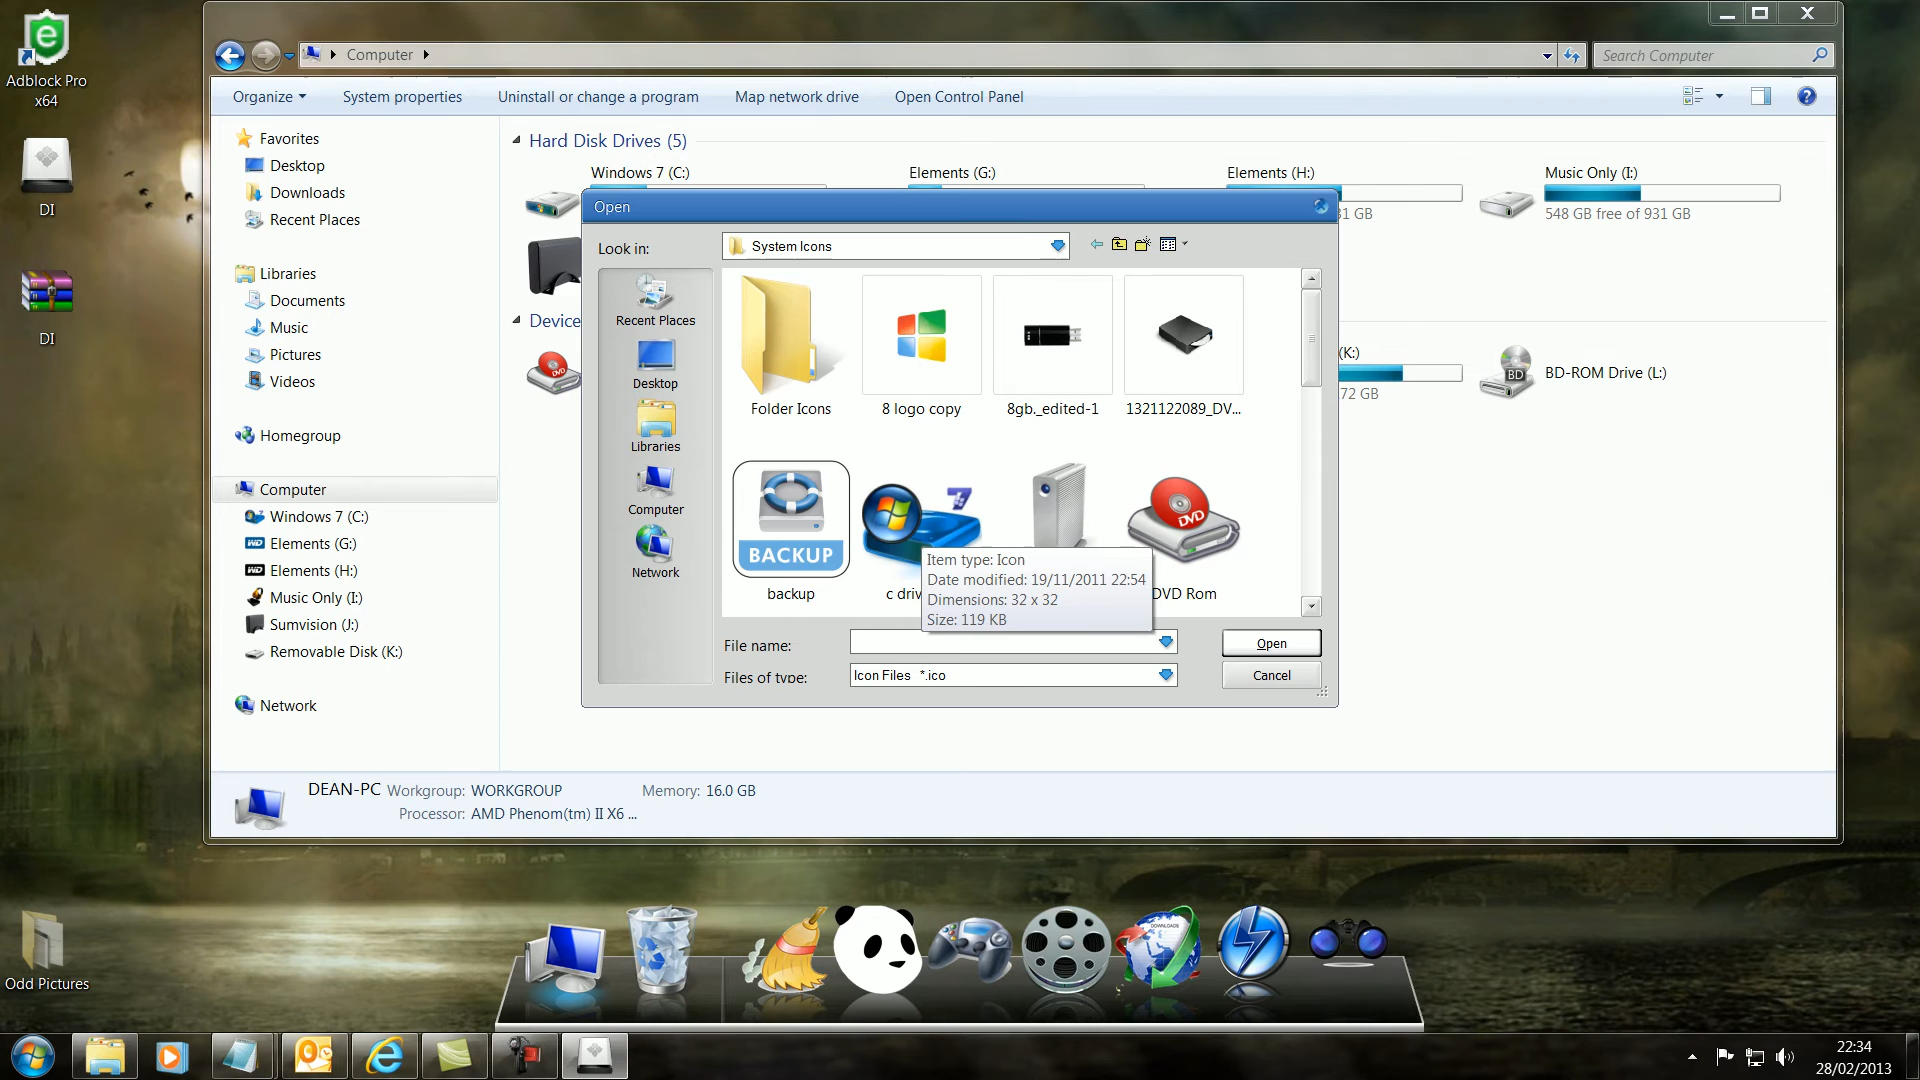 Adblock Pro
x64
DI
DI
Odd Pictures
Computer
Search Computer
Organize
System properties
Uninstall or change a program
Map network drive
Open Control Panel
Favorites
Desktop
Downloads
Recent Places
Libraries
Documents
Music
Pictures
Videos
Homegroup
Computer
Windows 7 (C:)
Elements (G:)
Elements (H:)
Music Only (I:)
Sumvision (J:)
Removable Disk (K:)
Network
Hard Disk Drives (5)
Windows 7 (C:)
Elements (G:)
Elements (H:)
Music Only (I:)
31 GB
548 GB free of 931 GB
Device
(K:)
72 GB
BD-ROM Drive (L:)
DVD
BD
Open
Look in:
System Icons
Recent Places
Desktop
Libraries
Computer
Network
Folder Icons
8 logo copy
8gb._edited-1
1321122089_DV...
BACKUP
7
DVD
backup
c driv
DVD Rom
Item type: Icon
Date modified: 19/11/2011 22:54
Dimensions: 32 x 32
Size: 119 KB
File name:
Open
Files of type:
Icon Files *.ico
Cancel
DEAN-PC
Workgroup: WORKGROUP
Memory: 16.0 GB
Processor: AMD Phenom(tm) II X6 ...
DOWNLOADS
22:34
28/02/2013